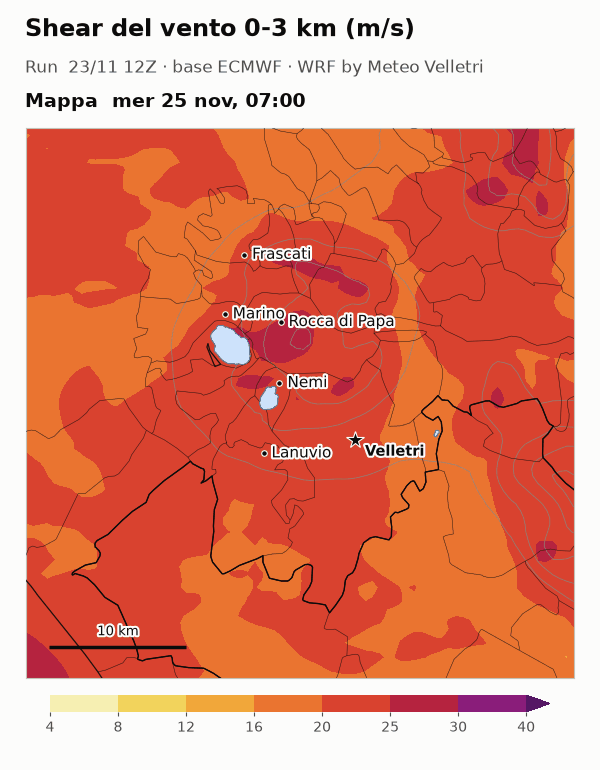 Shear del vento 0-3 km (m/s)
Run  23/11 12Z · base ECMWF · WRF by Meteo Velletri
Mappa  mer 25 nov, 07:00
Frascati
Marino
Rocca di Papa
Nemi
Velletri
Lanuvio
10 km
4 8 12 16 20 25 30 40